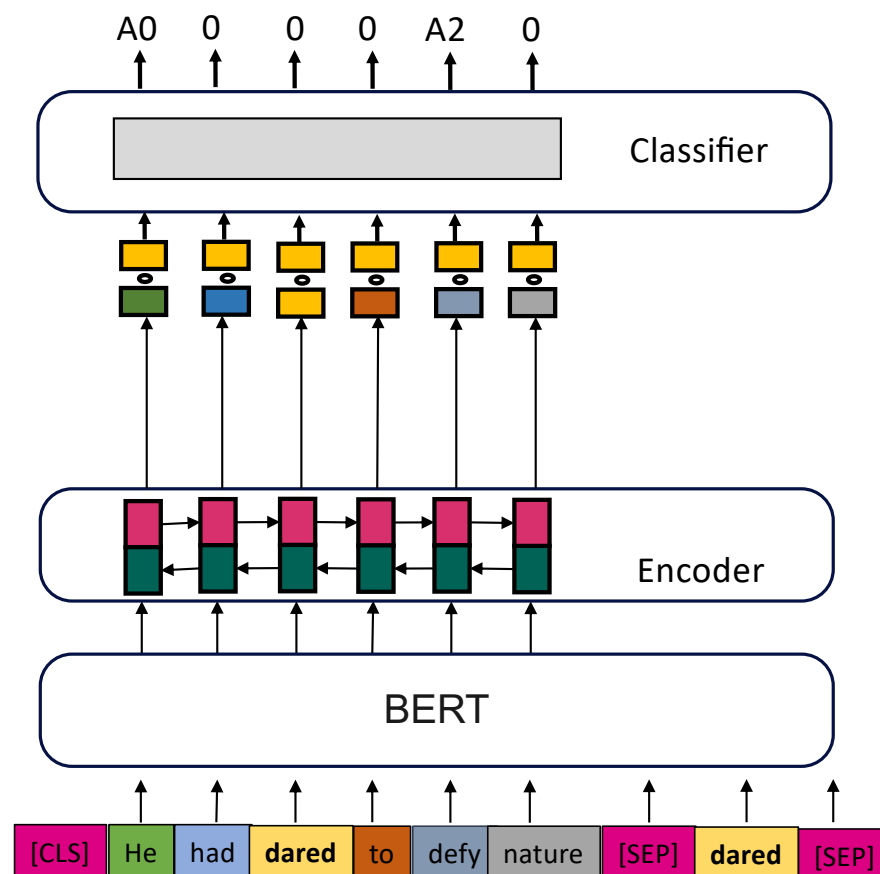 A0 0 0 0 A2 0
Classifier
Encoder
BERT
[CLS] He had dared to defy nature [SEP] dared [SEP]